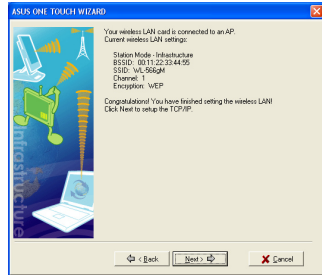 ASUS ONE TOUCH WIZARD
Your wireless LAN card is connected to an AP.
Current wireless LAN settings:
Station Mode - Infrastructure
BSSID: 00:11:22:33:44:55
SSID: WL-566gM
Channel: 1
Encryption: WEP
Congratulations! You have finished setting the wireless LAN!
Click Next to setup the TCP/IP.
Infrastructure
< Back
Next >
Cancel